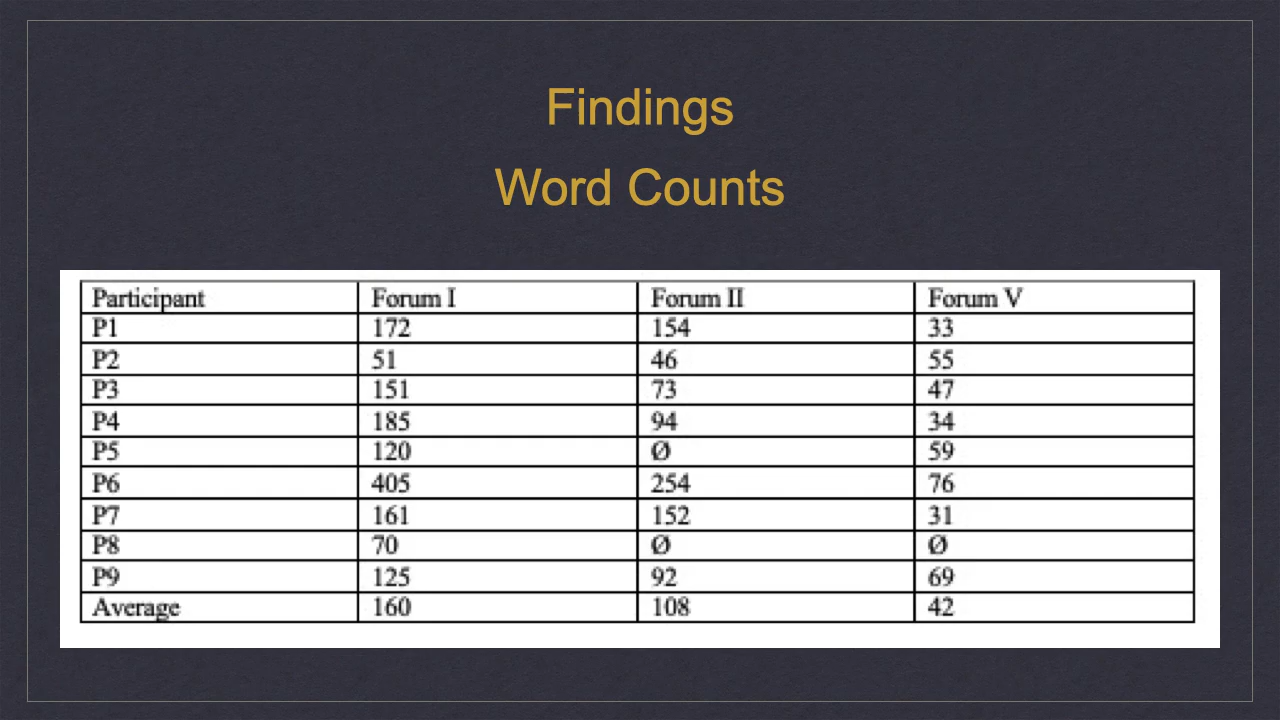 Findings
Word Counts
Participant Forum I Forum II Forum V
P1 172 154 33
P2 51 46 55
P3 151 73 47
P4 185 94 34
P5 120 Ø 59
P6 405 254 76
P7 161 152 31
P8 70 Ø Ø
P9 125 92 69
Average 160 108 42